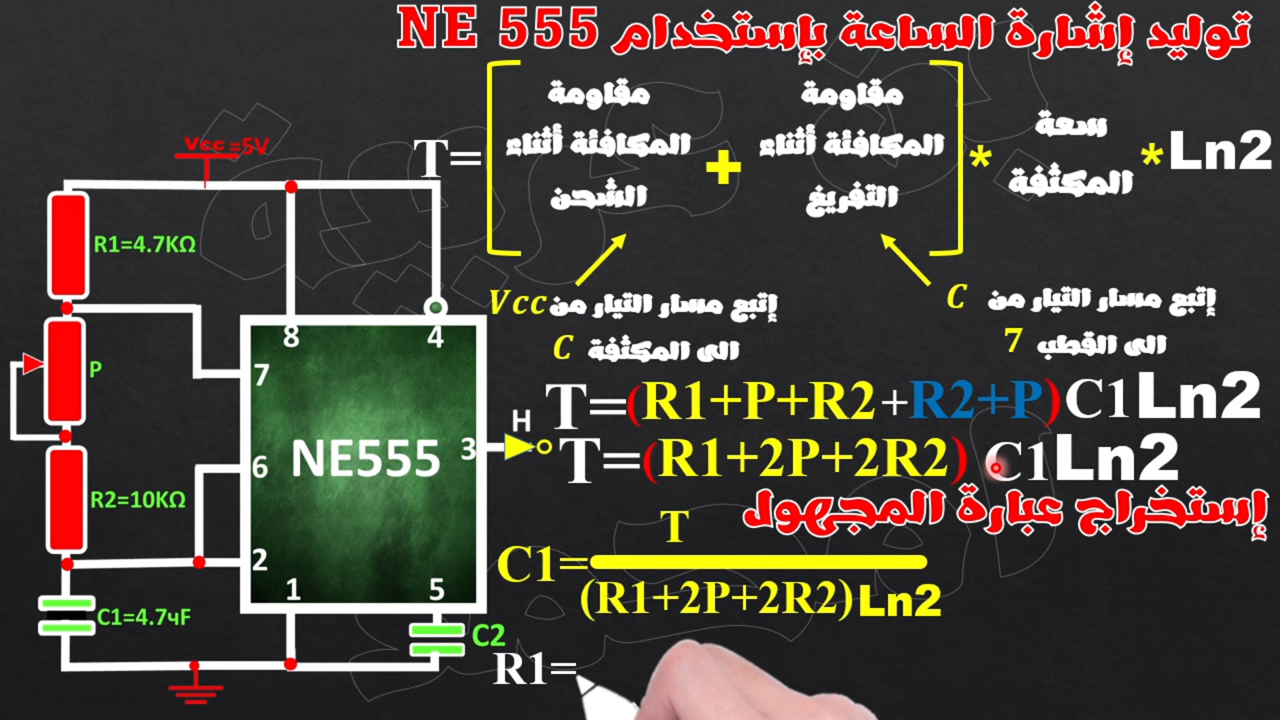 توليد إشارة الساعة بإستخدام NE 555
T=
مقاومة
المكافئة أثناء
الشحن
+
مقاومة
المكافئة أثناء
التفريغ
*
سعة
المكثفة
*Ln2
إتبع مسار التيار من Vcc
الى المكثفة C
إتبع مسار التيار من C
الى القطب 7
T=(R1+P+R2+R2+P)C1Ln2
T=(R1+2P+2R2) C1Ln2
إستخراج عبارة المجهول
C1=
T
(R1+2P+2R2)Ln2
R1=
Vcc=5V
R1=4.7KΩ
P
R2=10KΩ
C1=4.7чF
8
4
7
6
2
1
5
3
NE555
H
C2